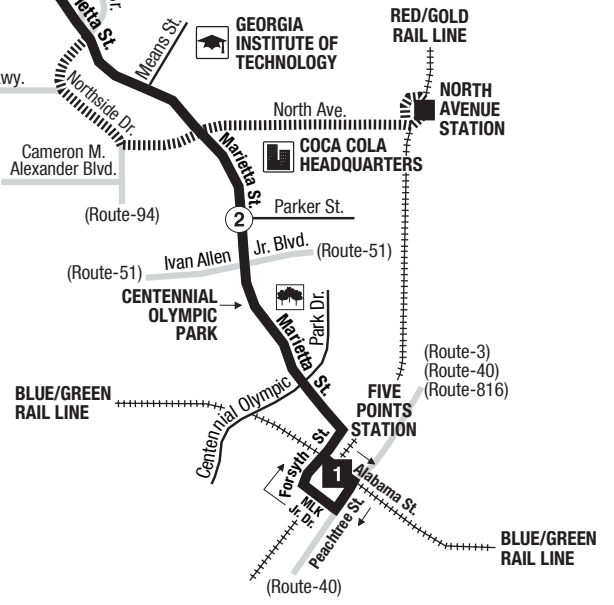 Dr.
ietta St.
Means St.
GEORGIA
INSTITUTE OF
TECHNOLOGY
RED/GOLD
RAIL LINE
wy.
Northside Dr.
North Ave.
NORTH
AVENUE
STATION
Cameron M.
Alexander Blvd.
Marietta St.
COCA COLA
HEADQUARTERS
(Route-94)
2
Parker St.
Ivan Allen Jr. Blvd.
(Route-51)
(Route-51)
CENTENNIAL
OLYMPIC
PARK
Marietta St.
Centennial Olympic Park Dr.
(Route-3)
(Route-40)
(Route-816)
BLUE/GREEN
RAIL LINE
FIVE
POINTS
STATION
Forsyth St.
1
Alabama St.
MLK
Jr. Dr.
Peachtree St.
BLUE/GREEN
RAIL LINE
(Route-40)